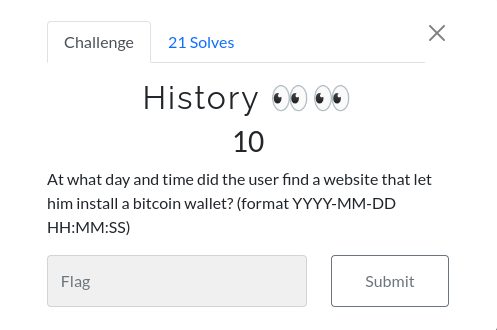 Challenge
21 Solves
History 👀 👀
10
At what day and time did the user find a website that let
him install a bitcoin wallet? (format YYYY-MM-DD
HH:MM:SS)
Flag
Submit